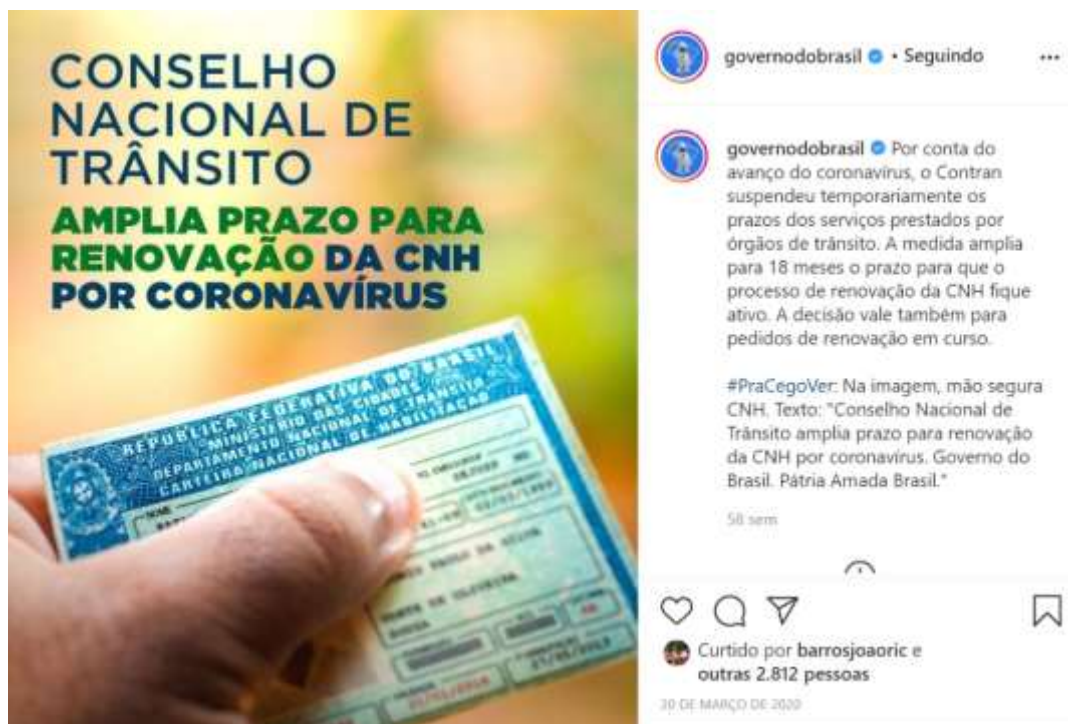 CONSELHO
NACIONAL DE
TRÂNSITO
AMPLIA PRAZO PARA
RENOVAÇÃO DA CNH
POR CORONAVÍRUS
REPÚBLICA FEDERATIVA DO BRASIL
MINISTÉRIO DAS CIDADES
DEPARTAMENTO NACIONAL DE TRÂNSITO
CARTEIRA NACIONAL DE HABILITAÇÃO
NOME
governodobrasil • Seguindo
governodobrasil Por conta do
avanço do coronavírus, o Contran
suspendeu temporariamente os
prazos dos serviços prestados por
órgãos de trânsito. A medida amplia
para 18 meses o prazo para que o
processo de renovação da CNH fique
ativo. A decisão vale também para
pedidos de renovação em curso.
#PraCegoVer: Na imagem, mão segura
CNH. Texto: "Conselho Nacional de
Trânsito amplia prazo para renovação
da CNH por coronavírus. Governo do
Brasil. Pátria Amada Brasil."
58 sem
Curtido por barrosjoaoric e
outras 2.812 pessoas
30 DE MARÇO DE 2020